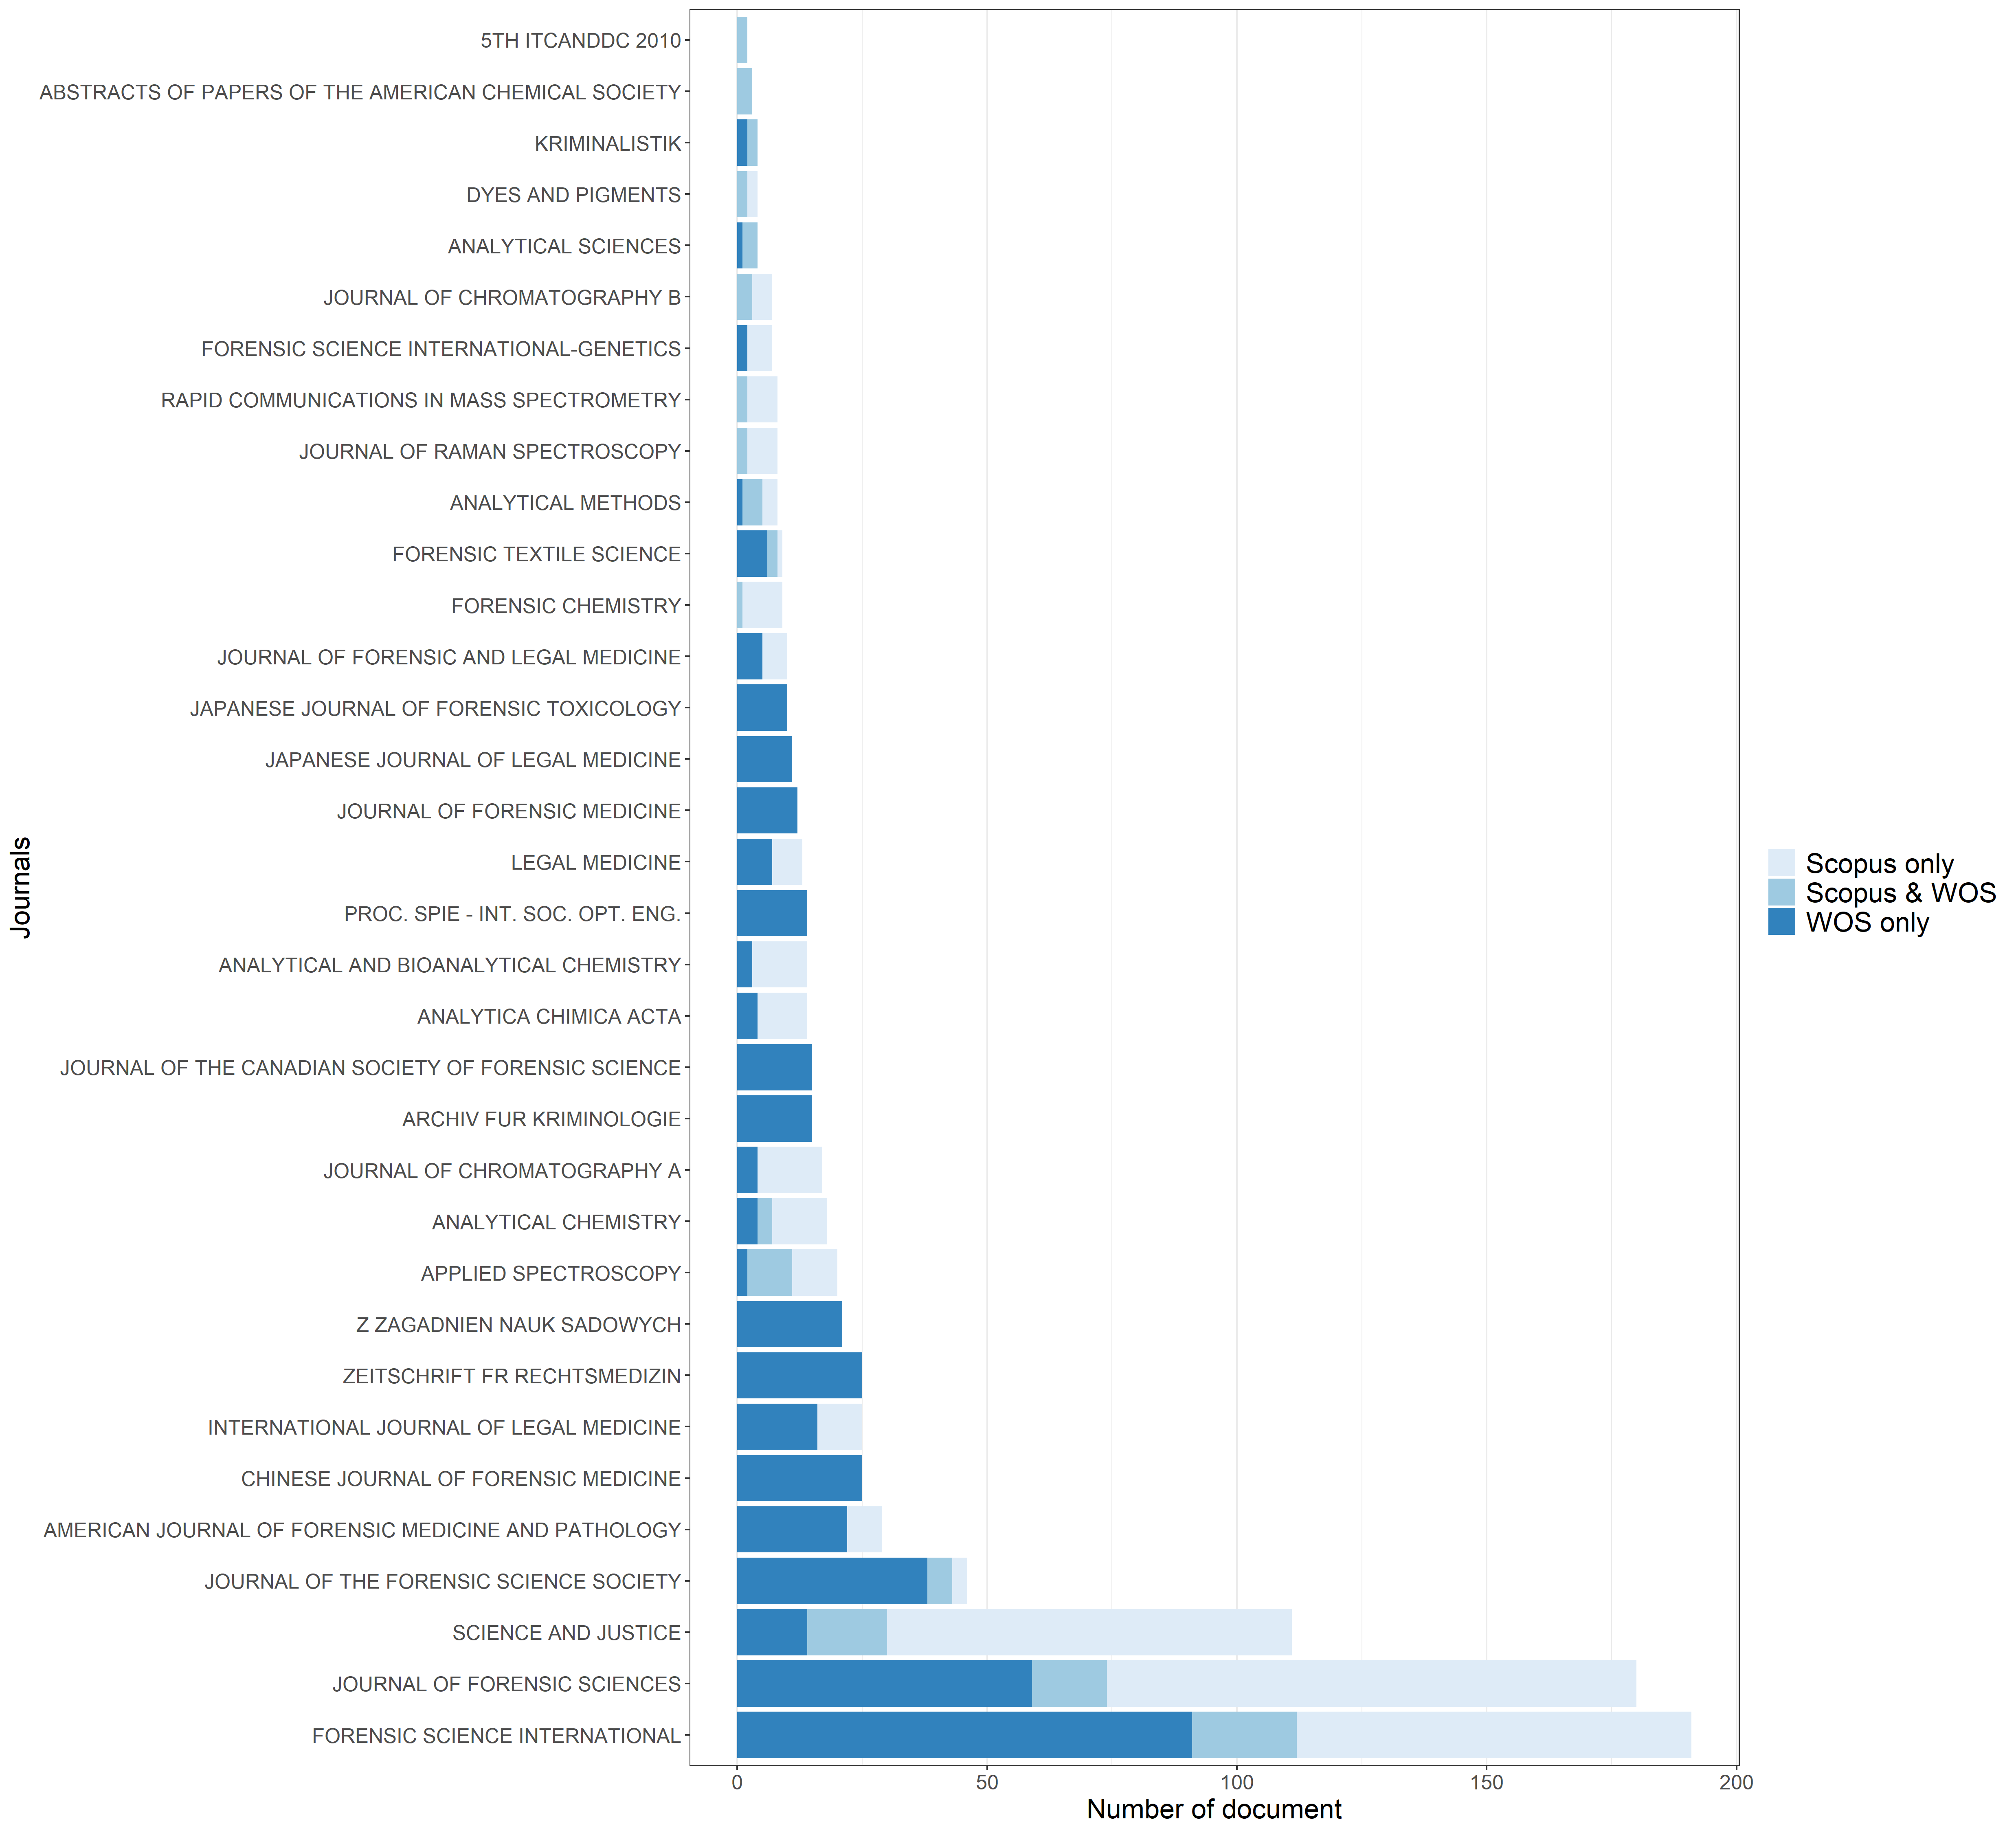 5TH ITCANDDC 2010
ABSTRACTS OF PAPERS OF THE AMERICAN CHEMICAL SOCIETY
KRIMINALISTIK
DYES AND PIGMENTS
ANALYTICAL SCIENCES
JOURNAL OF CHROMATOGRAPHY B
FORENSIC SCIENCE INTERNATIONAL-GENETICS
RAPID COMMUNICATIONS IN MASS SPECTROMETRY
JOURNAL OF RAMAN SPECTROSCOPY
ANALYTICAL METHODS
FORENSIC TEXTILE SCIENCE
FORENSIC CHEMISTRY
JOURNAL OF FORENSIC AND LEGAL MEDICINE
JAPANESE JOURNAL OF FORENSIC TOXICOLOGY
JAPANESE JOURNAL OF LEGAL MEDICINE
JOURNAL OF FORENSIC MEDICINE
LEGAL MEDICINE
PROC. SPIE - INT. SOC. OPT. ENG.
ANALYTICAL AND BIOANALYTICAL CHEMISTRY
ANALYTICA CHIMICA ACTA
JOURNAL OF THE CANADIAN SOCIETY OF FORENSIC SCIENCE
ARCHIV FUR KRIMINOLOGIE
JOURNAL OF CHROMATOGRAPHY A
ANALYTICAL CHEMISTRY
APPLIED SPECTROSCOPY
Z ZAGADNIEN NAUK SADOWYCH
ZEITSCHRIFT FR RECHTSMEDIZIN
INTERNATIONAL JOURNAL OF LEGAL MEDICINE
CHINESE JOURNAL OF FORENSIC MEDICINE
AMERICAN JOURNAL OF FORENSIC MEDICINE AND PATHOLOGY
JOURNAL OF THE FORENSIC SCIENCE SOCIETY
SCIENCE AND JUSTICE
JOURNAL OF FORENSIC SCIENCES
FORENSIC SCIENCE INTERNATIONAL
Journals
0 50 100 150 200
Number of document
Scopus only
Scopus & WOS
WOS only